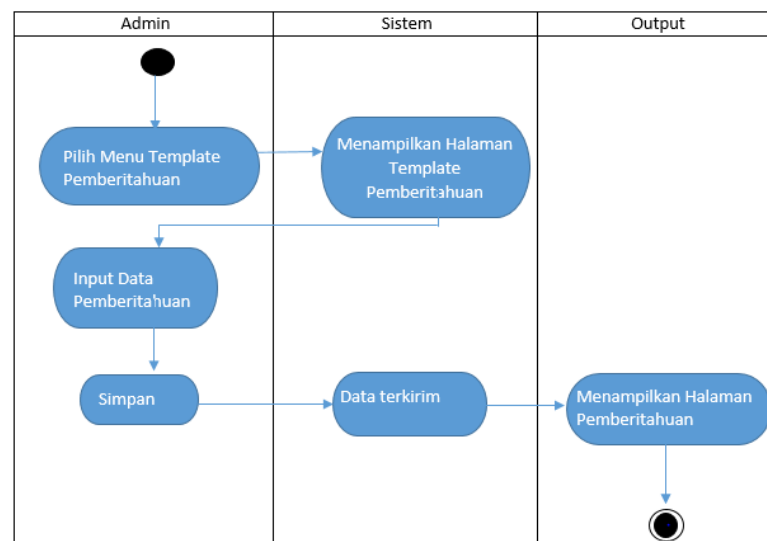 Admin
Sistem
Output
Pilih Menu Template
Pemberitahuan
Menampilkan Halaman
Template
Pemberitahuan
Input Data
Pemberitahuan
Simpan
Data terkirim
Menampilkan Halaman
Pemberitahuan